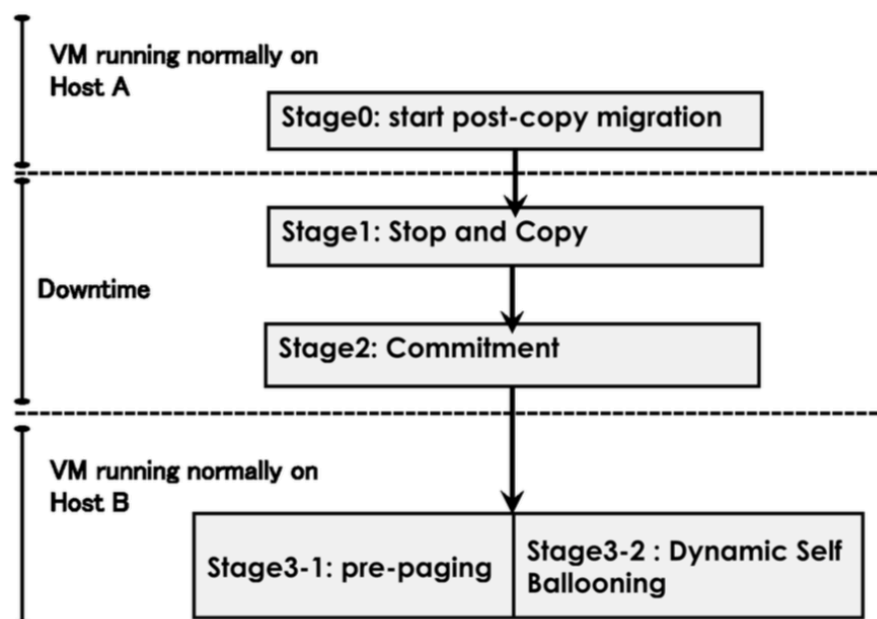 VM running normally on
Host A
Stage0: start post-copy migration
Stage1: Stop and Copy
Downtime
Stage2: Commitment
VM running normally on
Host B
Stage3-1: pre-paging
Stage3-2 : Dynamic Self
Ballooning